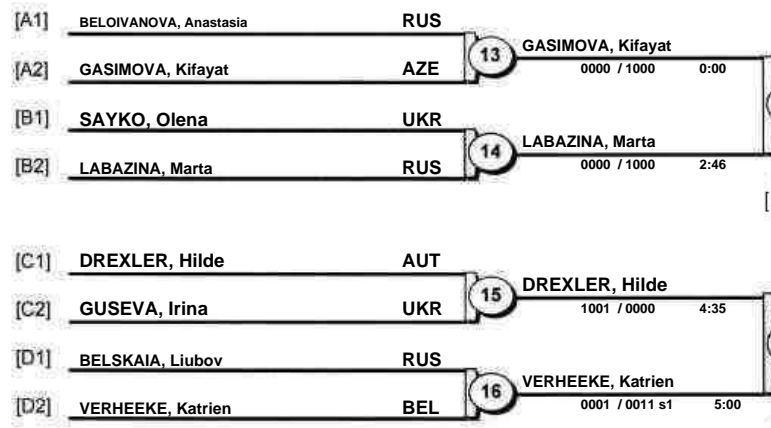 [A1] BELOIVANOVA, Anastasia RUS
13 GASIMOVA, Kifayat
[A2] GASIMOVA, Kifayat AZE
0000 / 1000 0:00
[B1] SAYKO, Olena UKR
14 LABAZINA, Marta
[B2] LABAZINA, Marta RUS
0000 / 1000 2:46
[C1] DREXLER, Hilde AUT
15 DREXLER, Hilde
[C2] GUSEVA, Irina UKR
1001 / 0000 4:35
[D1] BELSKAIA, Liubov RUS
16 VERHEEKE, Katrien
[D2] VERHEEKE, Katrien BEL
0001 / 0011 s1 5:00